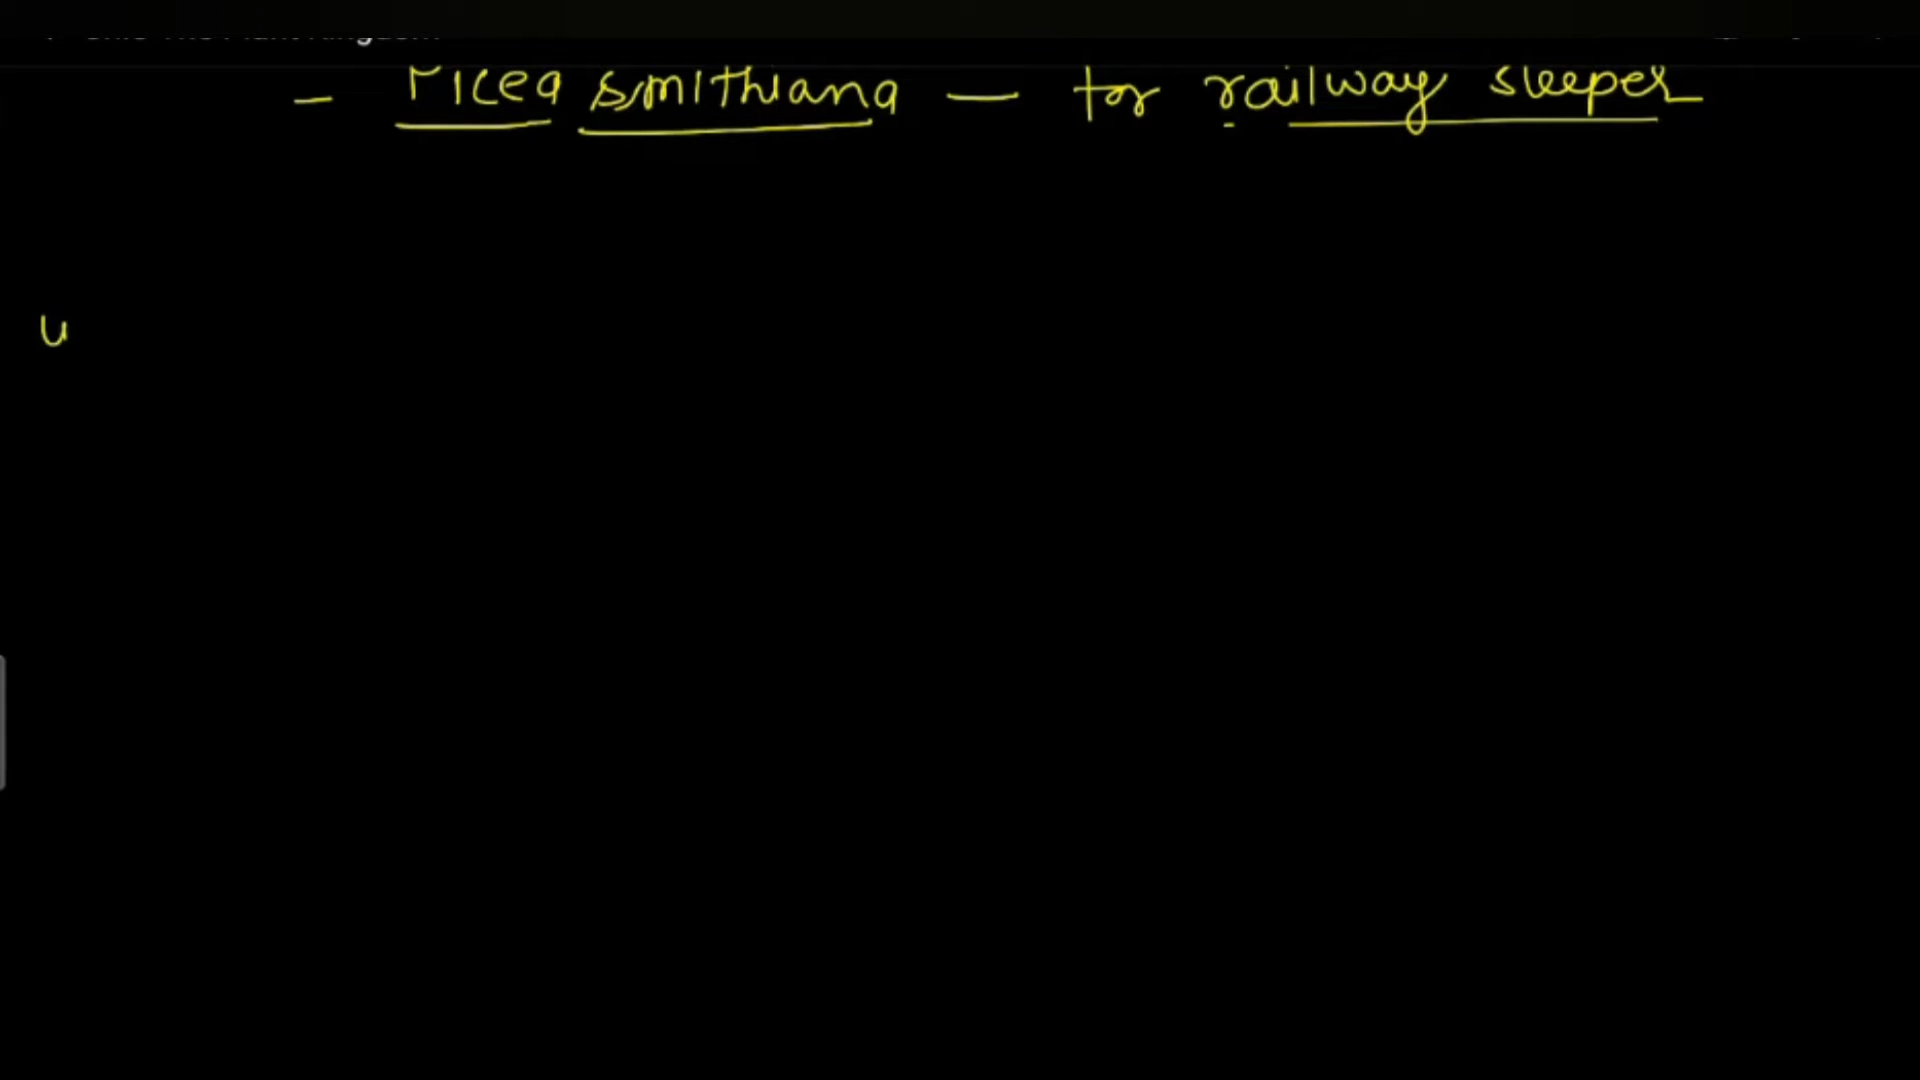 - Picea smithiana — for railway sleeper
u